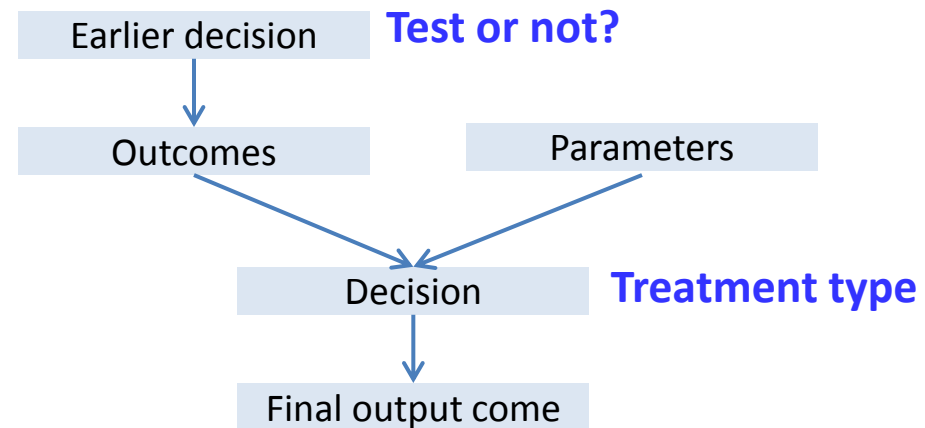 Earlier decision
Test or not?
Outcomes
Parameters
Decision
Treatment type
Final output come